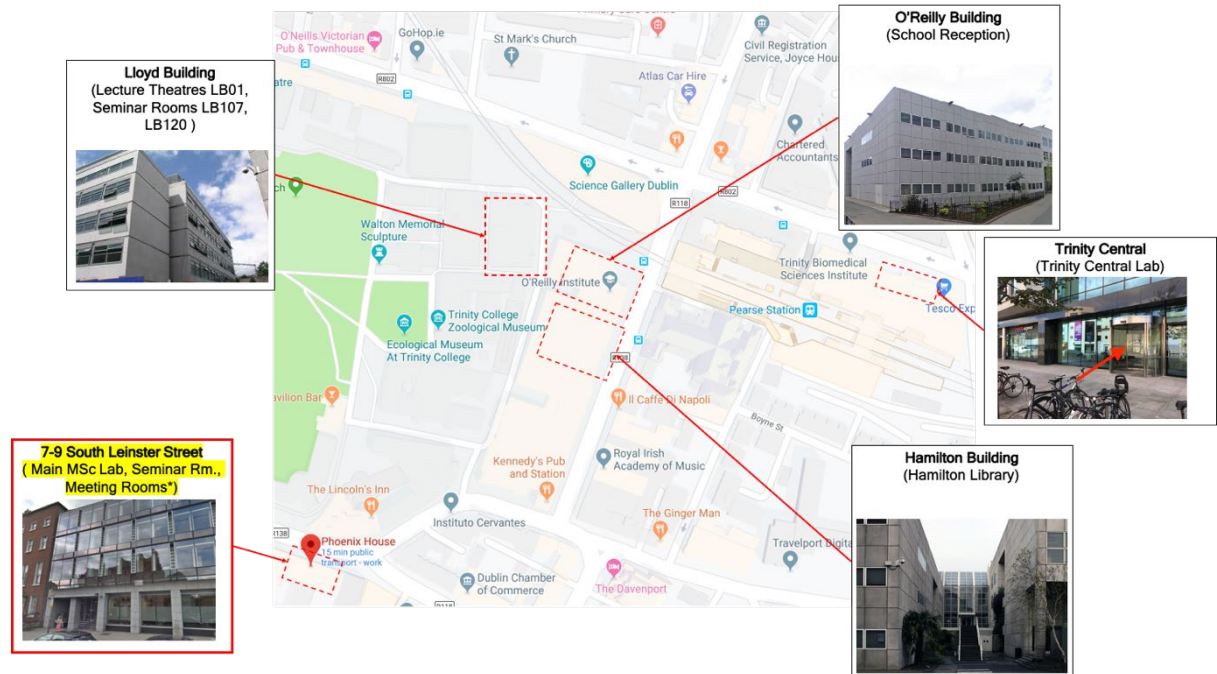 Lloyd Building
(Lecture Theatres LB01,
Seminar Rooms LB107,
LB120 )
O'Reilly Building
(School Reception)
Trinity Central
(Trinity Central Lab)
7-9 South Leinster Street
( Main MSc Lab, Seminar Rm.,
Meeting Rooms*)
Hamilton Building
(Hamilton Library)
O'Neills Victorian
Pub & Townhouse
GoHop.ie
St Mark's Church
R802
Civil Registration
Service, Joyce Hou
Atlas Car Hire
Chartered
Accountants
Science Gallery Dublin
R802
R118
Walton Memorial
Sculpture
O'Reilly Institute
Trinity Biomedical
Sciences Institute
Pearse Station
Tesco Exp
Trinity College
Zoological Museum
Ecological Museum
At Trinity College
Il Caffe Di Napoli
Boyne St
Royal Irish
Academy of Music
Kennedy's Pub
and Station
The Lincoln's Inn
Instituto Cervantes
The Ginger Man
R138
Phoenix House
15 min public
transport - work
Dublin Chamber
of Commerce
The Davenport
Travelport Digita